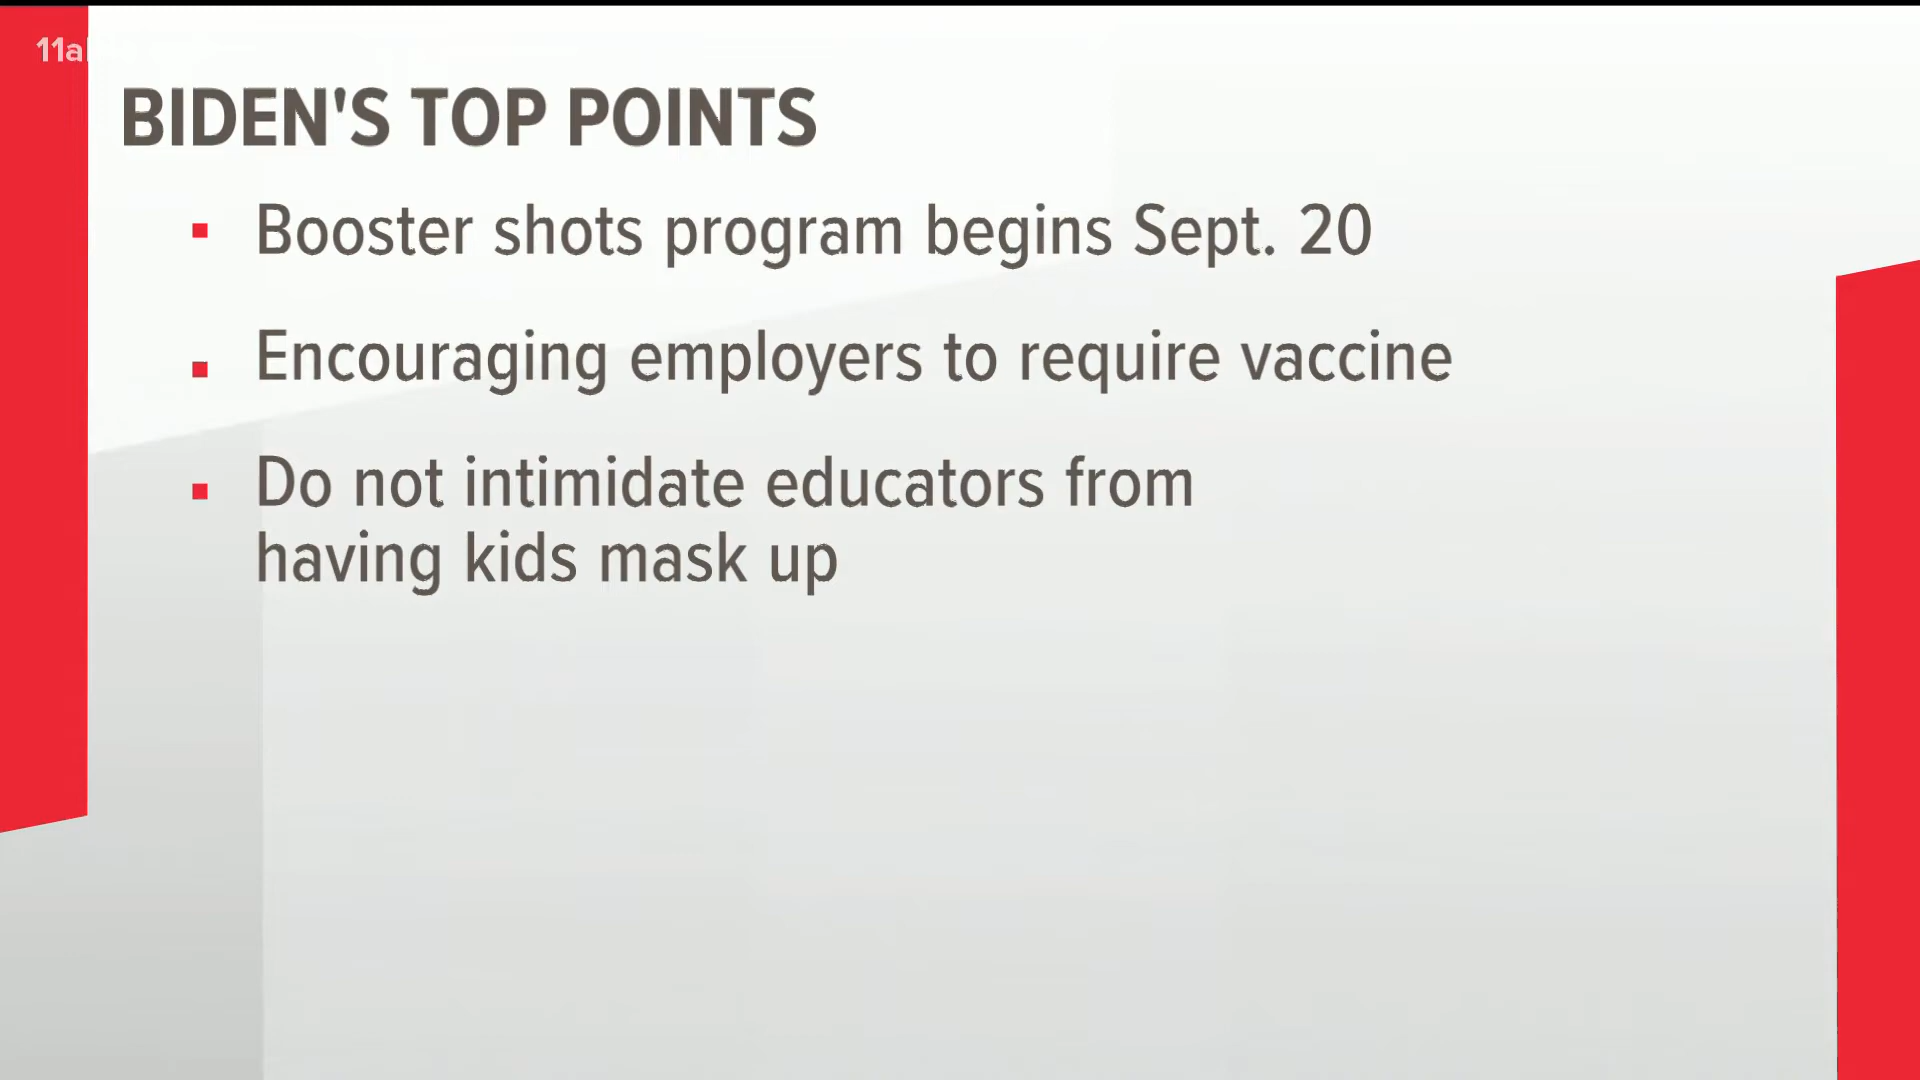 11al
BIDEN'S TOP POINTS
▪ Booster shots program begins Sept. 20
▪ Encouraging employers to require vaccine
▪ Do not intimidate educators from
having kids mask up